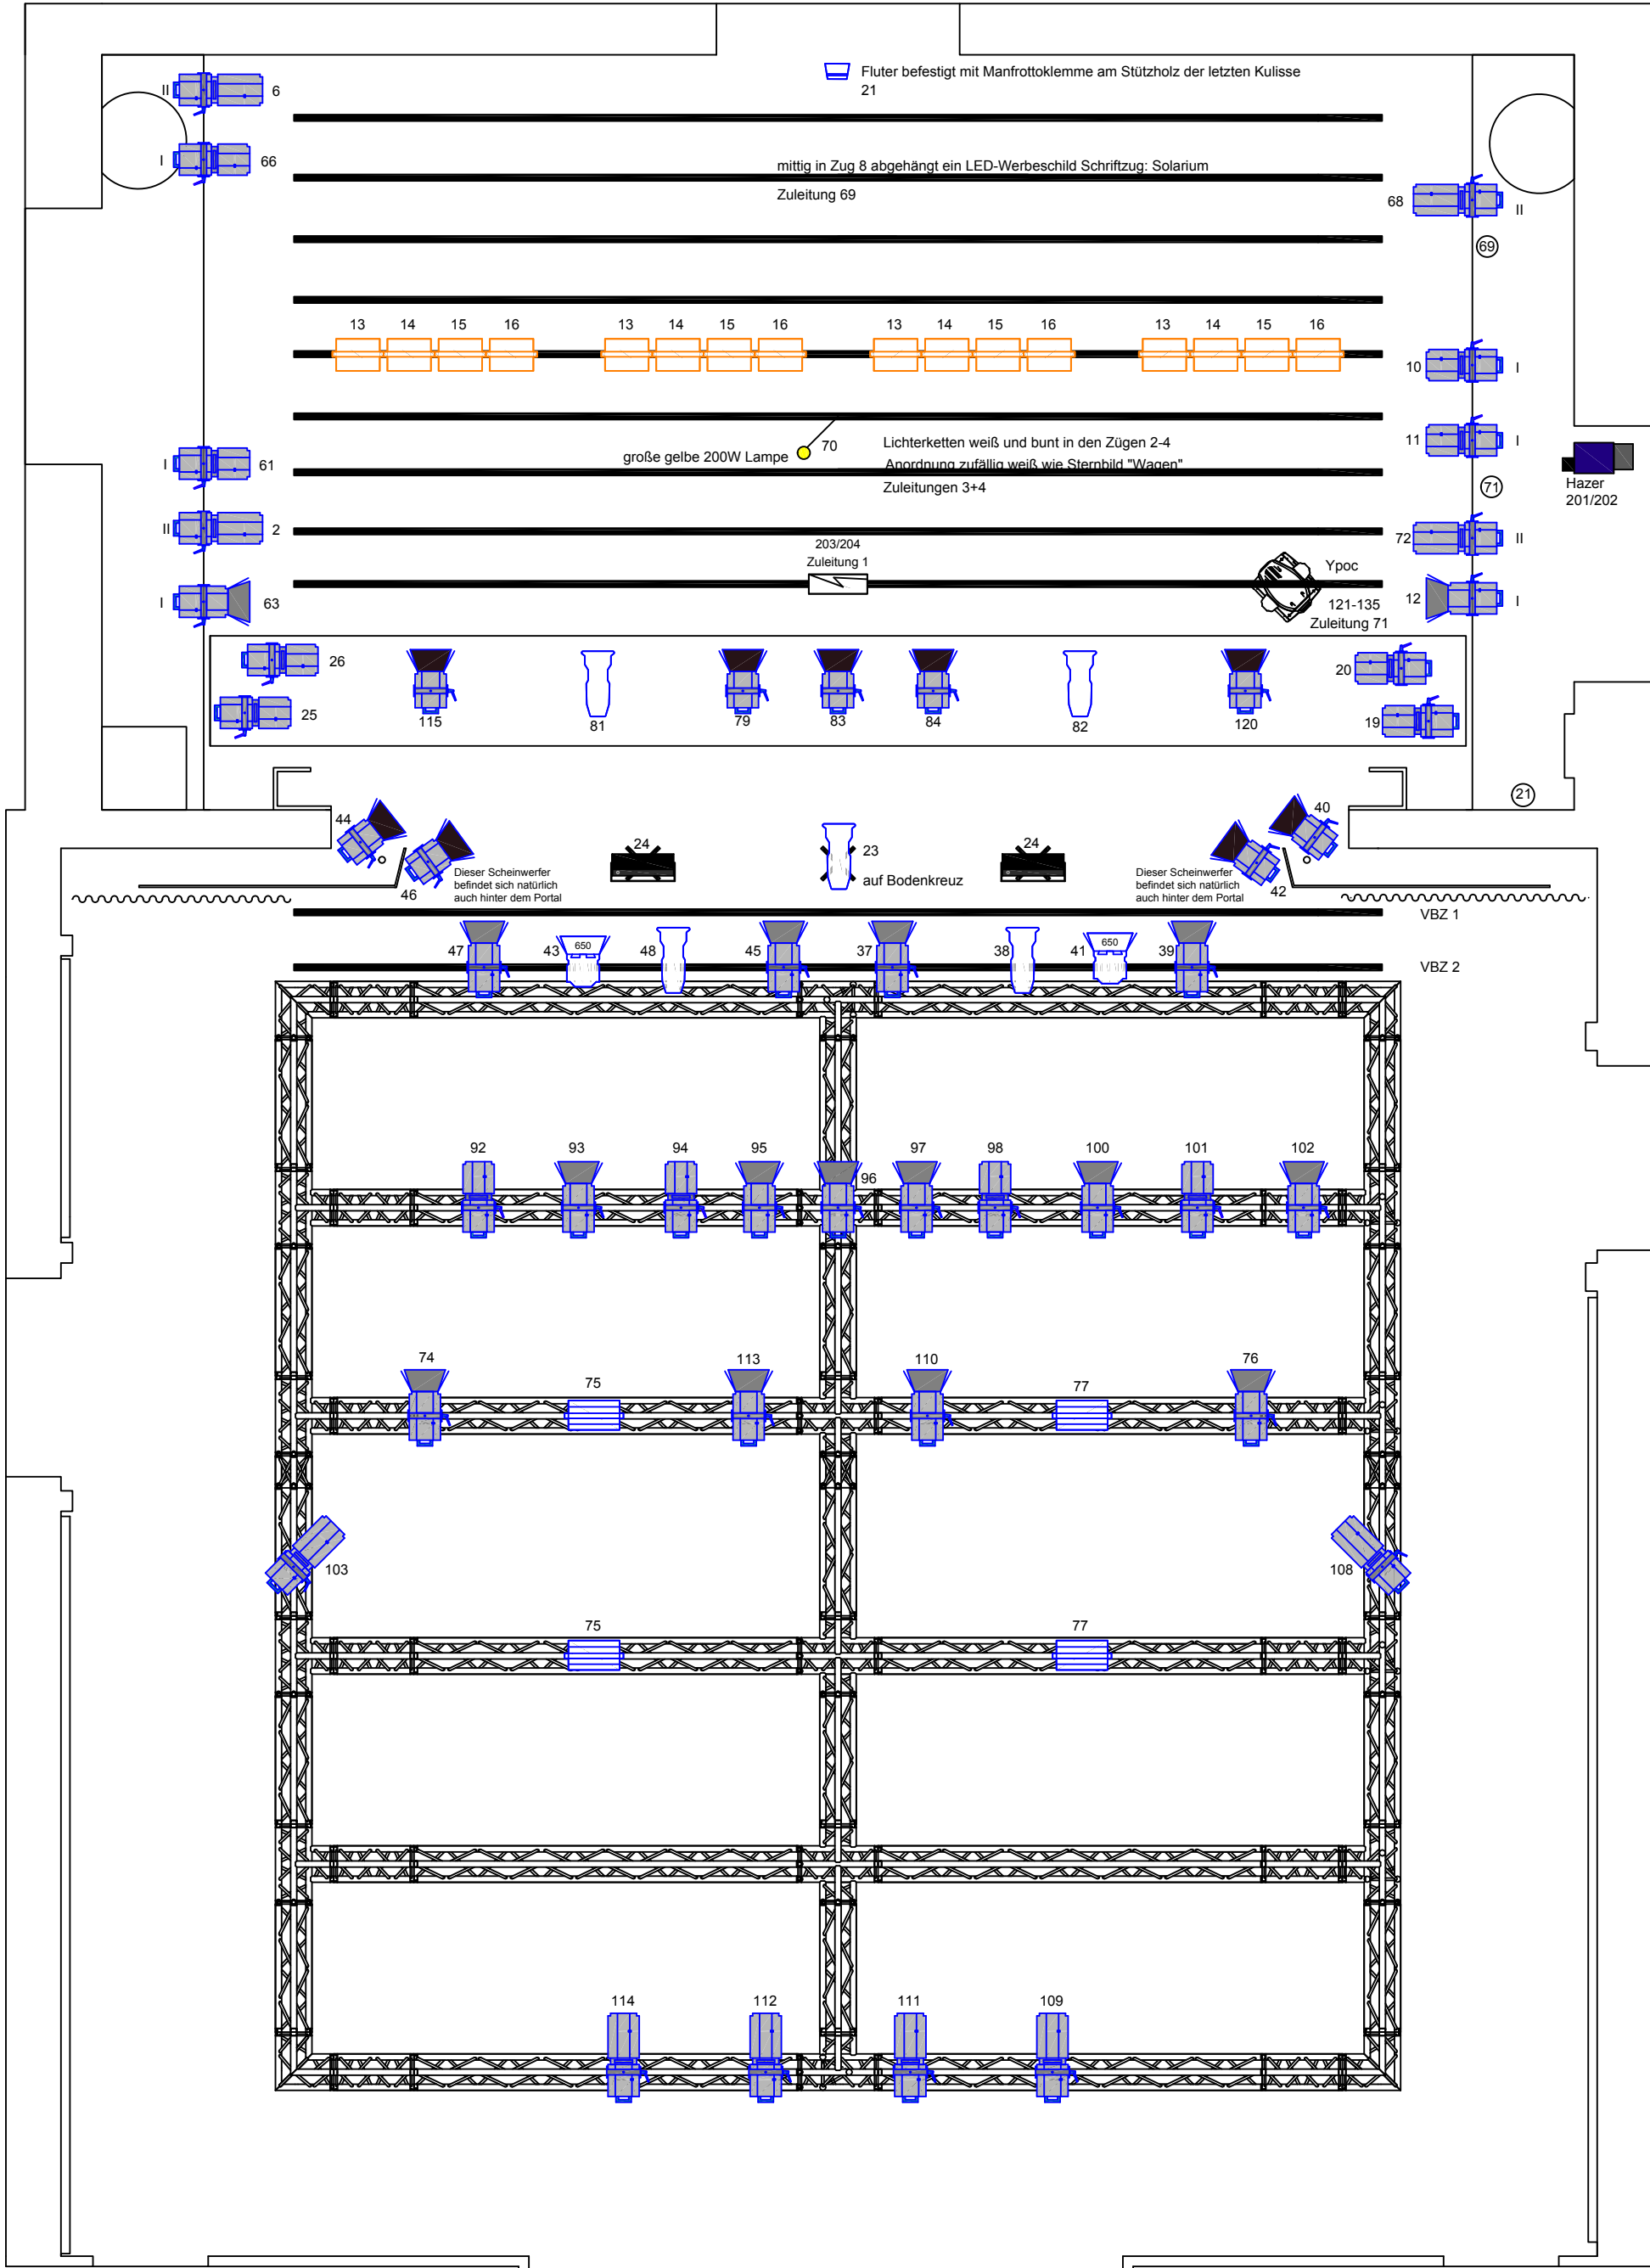 Fluter befestigt mit Manfrottoklemme am Stützholz der letzten Kulisse
21
II 6
I 66
mittig in Zug 8 abgehängt ein LED-Werbeschild Schriftzug: Solarium
Zuleitung 69
68 II
69
13 14 15 16 13 14 15 16 13 14 15 16 13 14 15 16
10 I
11 I
70
große gelbe 200W Lampe
Lichterketten weiß und bunt in den Zügen 2-4
Anordnung zufällig weiß wie Sternbild "Wagen"
Zuleitungen 3+4
I 61
71
Hazer
201/202
II 2
72 II
203/204
Zuleitung 1
Ypoc
121-135
Zuleitung 71
I 63
12 I
26
20
25
19
115 81 79 83 84 82 120
21
44
40
46
42
24
23
auf Bodenkreuz
24
Dieser Scheinwerfer
befindet sich natürlich
auch hinter dem Portal
Dieser Scheinwerfer
befindet sich natürlich
auch hinter dem Portal
VBZ 1
47 43 650 48 45 37 38 41 650 39
VBZ 2
92 93 94 95 96 97 98 100 101 102
74 75 113 110 77 76
103 108
75 77
114 112 111 109